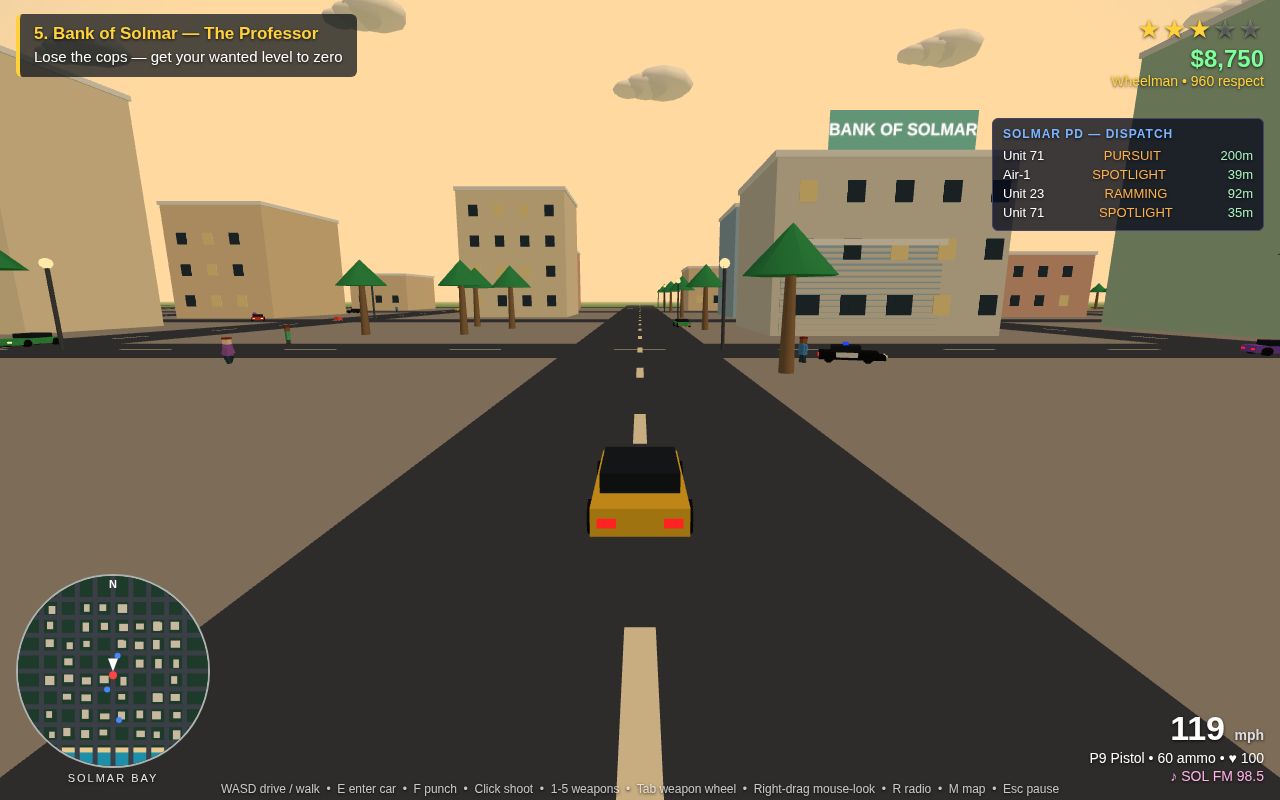 5. Bank of Solmar — The Professor
Lose the cops — get your wanted level to zero
★★★★★
$8,750
Wheelman • 960 respect
BANK OF SOLMAR
SOLMAR PD — DISPATCH
Unit 71 PURSUIT 200m
Air-1 SPOTLIGHT 39m
Unit 23 RAMMING 92m
Unit 71 SPOTLIGHT 35m
N
SOLMAR BAY
119 mph
P9 Pistol • 60 ammo • ♥ 100
♪ SOL FM 98.5
WASD drive / walk • E enter car • F punch • Click shoot • 1-5 weapons • Tab weapon wheel • Right-drag mouse-look • R radio • M map • Esc pause